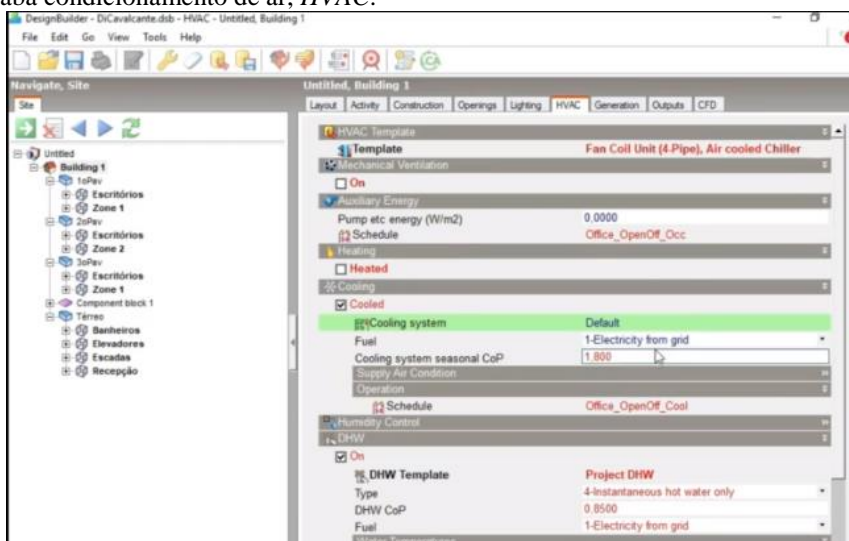 aba condicionamento de ar, HVAC.
DesignBuilder - DiCavalcante.dsb - HVAC - Untitled, Building 1
File Edit Go View Tools Help
Navigate, Site
Untitled, Building 1
Site
Layout Activity Construction Openings Lighting HVAC Generation Outputs CFD
HVAC Template
Template Fan Coil Unit (4-Pipe), Air cooled Chiller
Mechanical Ventilation
On
Auxiliary Energy
Pump etc energy (W/m2) 0,0000
Schedule Office_OpenOff_Occ
Heating
Heated
Cooling
Cooled
Cooling system Default
Fuel 1-Electricity from grid
Cooling system seasonal CoP 1,800
Supply Air Condition
Operation
Schedule Office_OpenOff_Cool
Humidity Control
DHW
On
DHW Template Project DHW
Type 4-Instantaneous hot water only
DHW CoP 0,8500
Fuel 1-Electricity from grid
Water Temperatures
Untitled
Building 1
1oPav
Escritórios
Zone 1
2oPav
Escritórios
Zone 2
3oPav
Escritórios
Zone 1
Component block 1
Térreo
Banheiros
Elevadores
Escadas
Recepção